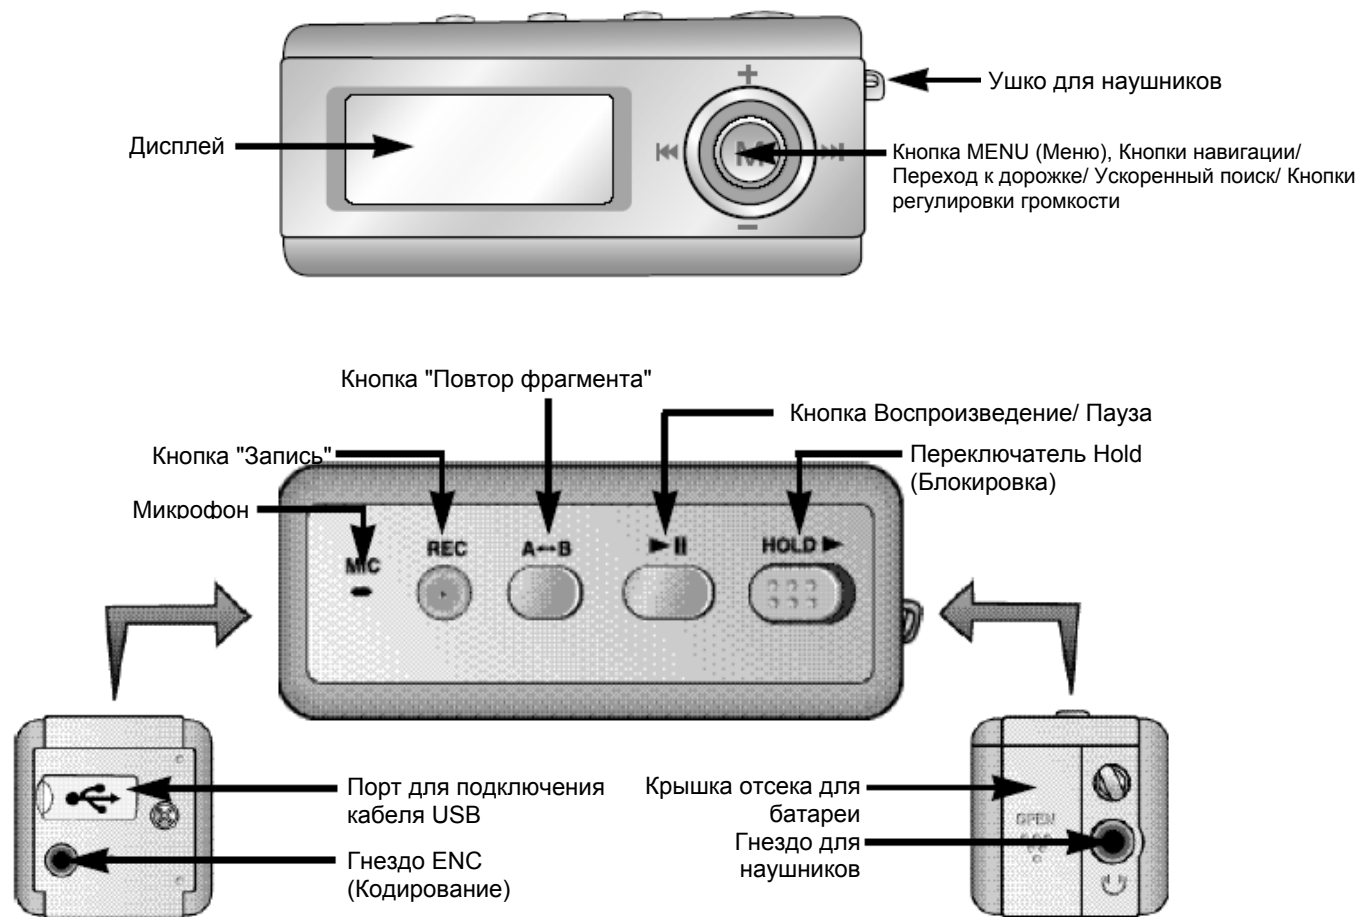 Ушко для наушников
Дисплей
M
Кнопка MENU (Меню), Кнопки навигации/
Переход к дорожке/ Ускоренный поиск/ Кнопки
регулировки громкости
Кнопка "Повтор фрагмента"
Кнопка Воспроизведение/ Пауза
Кнопка "Запись"
Переключатель Hold
(Блокировка)
Микрофон
MIC
REC
A↔B
HOLD
Порт для подключения
кабеля USB
Гнездо ENC
(Кодирование)
Крышка отсека для
батареи
Гнездо для
наушников
OPEN